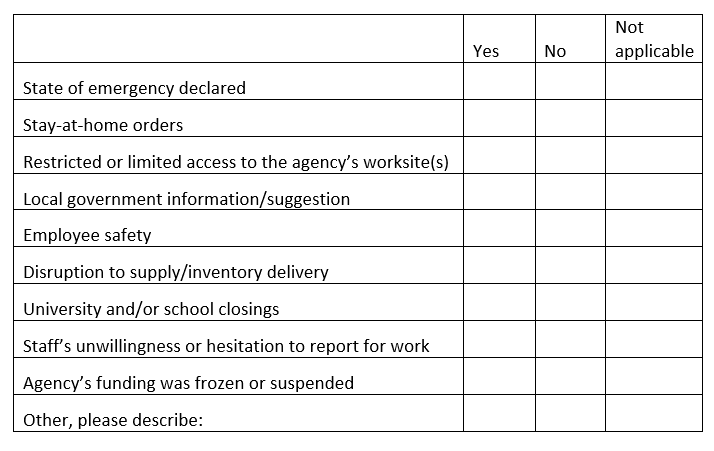 Yes No Not
applicable
State of emergency declared
Stay-at-home orders
Restricted or limited access to the agency’s worksite(s)
Local government information/suggestion
Employee safety
Disruption to supply/inventory delivery
University and/or school closings
Staff’s unwillingness or hesitation to report for work
Agency’s funding was frozen or suspended
Other, please describe: